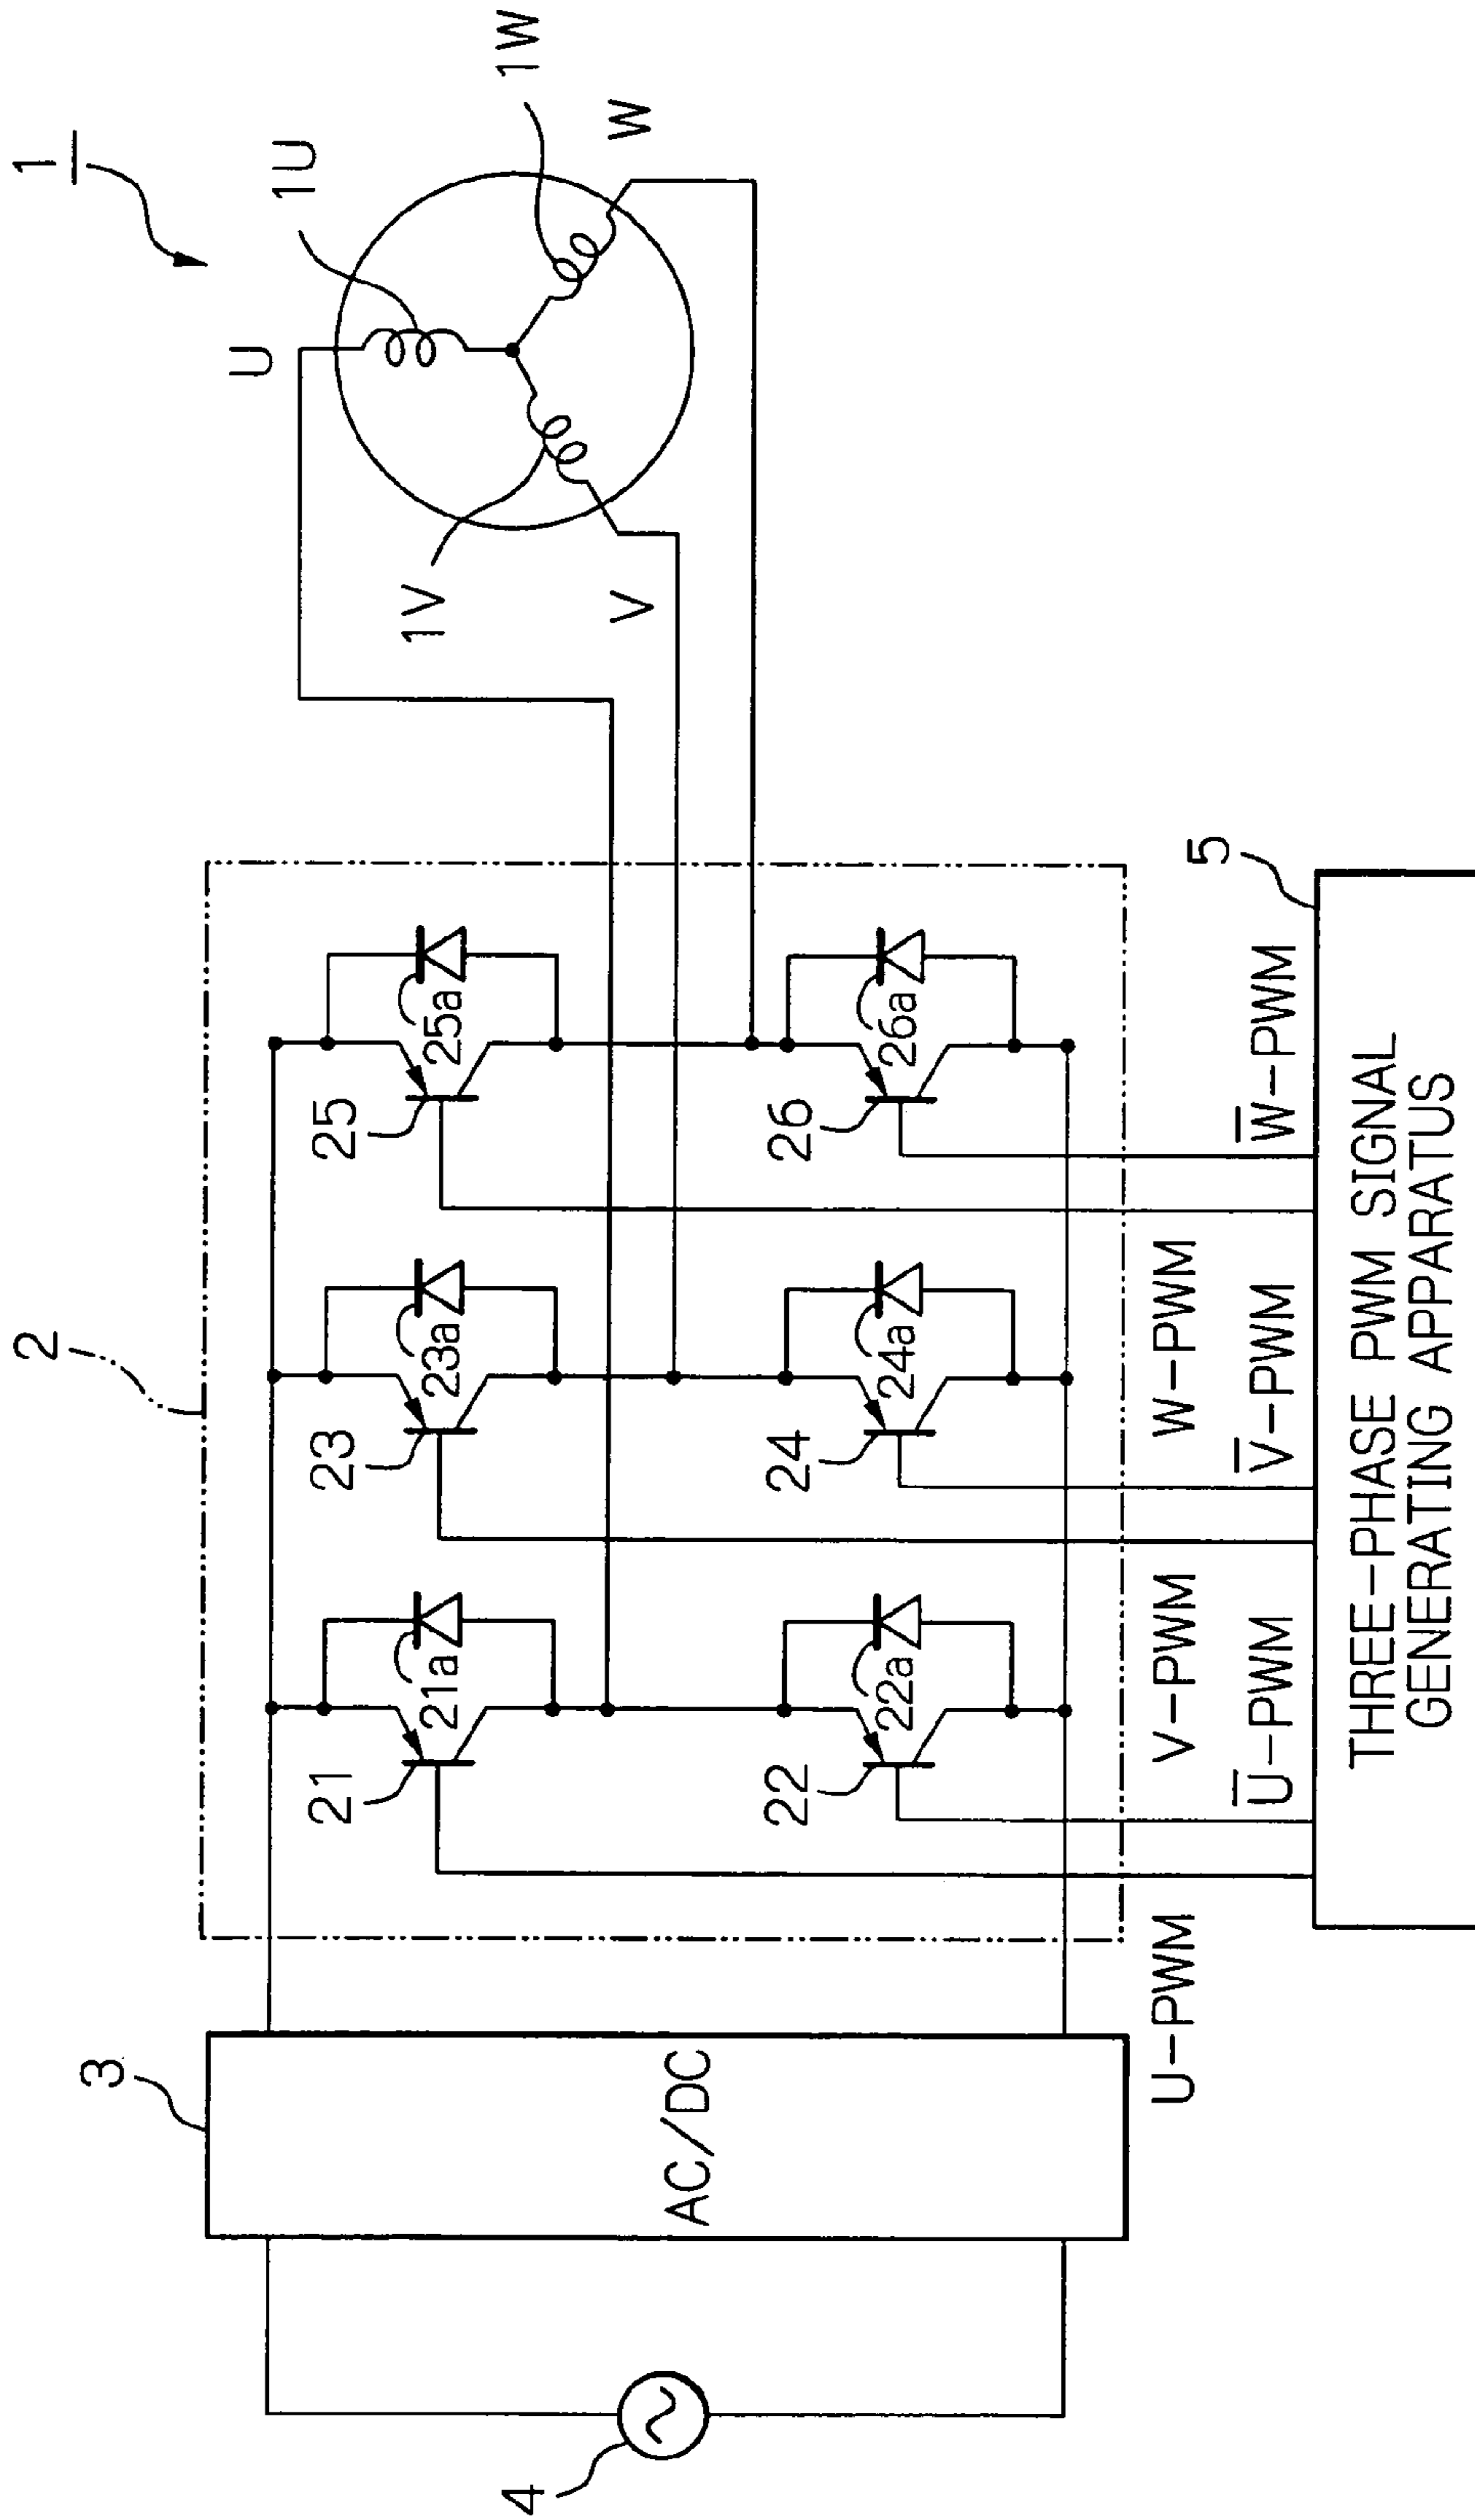 1
2
3
4
5
1U
1W
U
1V
V
W
25
25a
23
23a
21
21a
26
26a
24
24a
22
22a
AC/DC
U-PWM
U̅-PWM
V-PWM
V̅-PWM
W-PWM
W̅-PWM
THREE-PHASE PWM SIGNAL
GENERATING APPARATUS